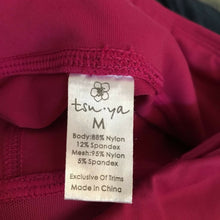 tsu.ya
M
Body:88% Nylon
12% Spandex
Mesh:95% Nylon
5% Spandex
Exclusive Of Trims
Made in China